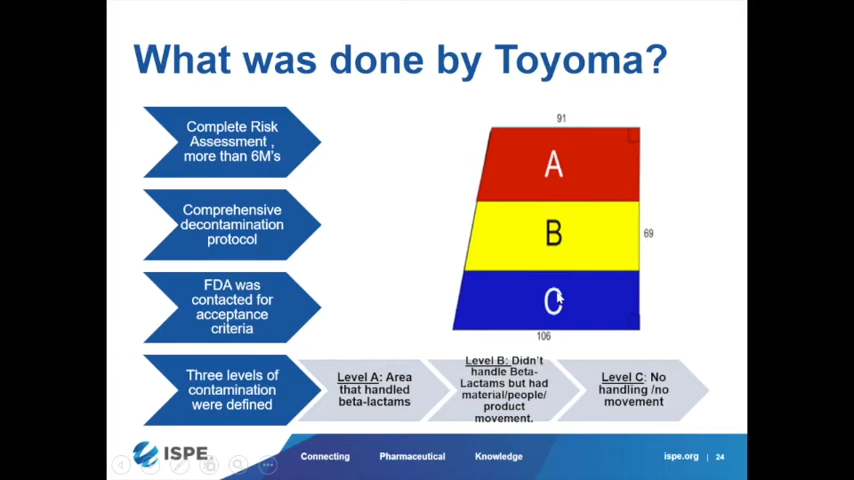 What was done by Toyoma?
Complete Risk
Assessment ,
more than 6M's
Comprehensive
decontamination
protocol
FDA was
contacted for
acceptance
criteria
Three levels of
contamination
were defined
91
A
B
69
C
106
Level A: Area
that handled
beta-lactams
Level B: Didn't
handle Beta-
Lactams but had
material/people/
product
movement.
Level C: No
handling /no
movement
ISPE.
Connecting
Pharmaceutical
Knowledge
ispe.org | 24